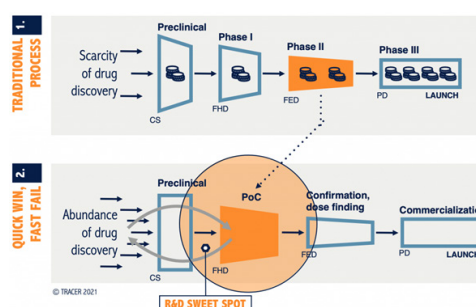 1.
TRADITIONAL
PROCESS
Scarcity
of drug
discovery
Preclinical
Phase I
Phase II
Phase III
CS
FHD
FED
PD
LAUNCH
2.
QUICK WIN,
FAST FAIL
Abundance
of drug
discovery
Preclinical
PoC
Confirmation,
dose finding
Commercialization
CS
FHD
FED
PD
LAUNCH
© TRACER 2021
R&D SWEET SPOT